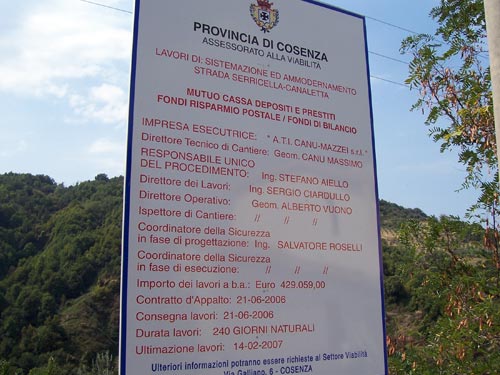 PROVINCIA DI COSENZA
ASSESSORATO ALLA VIABILITÀ
LAVORI DI: SISTEMAZIONE ED AMMODERNAMENTO
STRADA SERRICELLA-CANALETTA
MUTUO CASSA DEPOSITI E PRESTITI
FONDI RISPARMIO POSTALE / FONDI DI BILANCIO
IMPRESA ESECUTRICE: " A.T.I. CANU-MAZZEI s.r.l."
Direttore Tecnico di Cantiere: Geom. CANU MASSIMO
RESPONSABILE UNICO
DEL PROCEDIMENTO: Ing. STEFANO AIELLO
Direttore dei Lavori: Ing. SERGIO CIARDULLO
Direttore Operativo: Geom. ALBERTO VUONO
Ispettore di Cantiere: // // //
Coordinatore della Sicurezza
in fase di progettazione: Ing. SALVATORE ROSELLI
Coordinatore della Sicurezza
in fase di esecuzione: // // //
Importo dei lavori a b.a.: Euro 429.059,00
Contratto d'Appalto: 21-06-2006
Consegna lavori: 21-06-2006
Durata lavori: 240 GIORNI NATURALI
Ultimazione lavori: 14-02-2007
Ulteriori informazioni potranno essere richieste al Settore Viabilità
Via Galliano, 6 - COSENZA